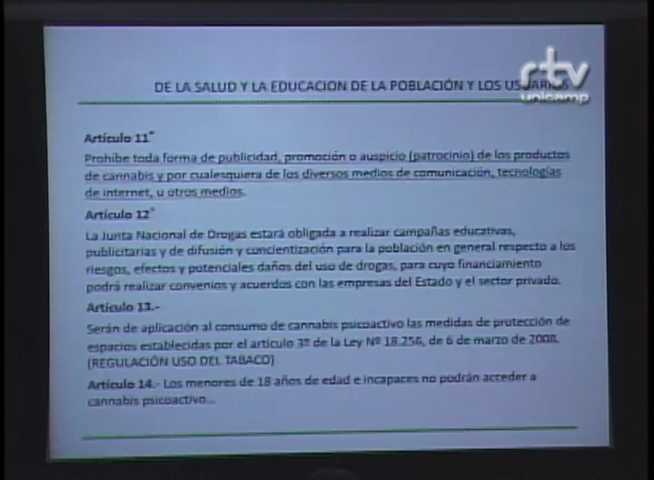 rtv
unicamp
DE LA SALUD Y LA EDUCACION DE LA POBLACIÓN Y LOS USUARIOS
Artículo 11°
Prohibe toda forma de publicidad, promoción o auspicio (patrocinio) de los productos
de cannabis y por cualesquiera de los diversos medios de comunicación, tecnologías
de internet, u otros medios.
Artículo 12°
La Junta Nacional de Drogas estará obligada a realizar campañas educativas,
publicitarias y de difusión y concientización para la población en general respecto a los
riesgos, efectos y potenciales daños del uso de drogas, para cuyo financiamiento
podrá realizar convenios y acuerdos con las empresas del Estado y el sector privado.
Artículo 13.-
Serán de aplicación al consumo de cannabis psicoactivo las medidas de protección de
espacios establecidas por el artículo 3º de la Ley Nº 18.256, de 6 de marzo de 2008.
(REGULACIÓN USO DEL TABACO)
Artículo 14.- Los menores de 18 años de edad e incapaces no podrán acceder a
cannabis psicoactivo...